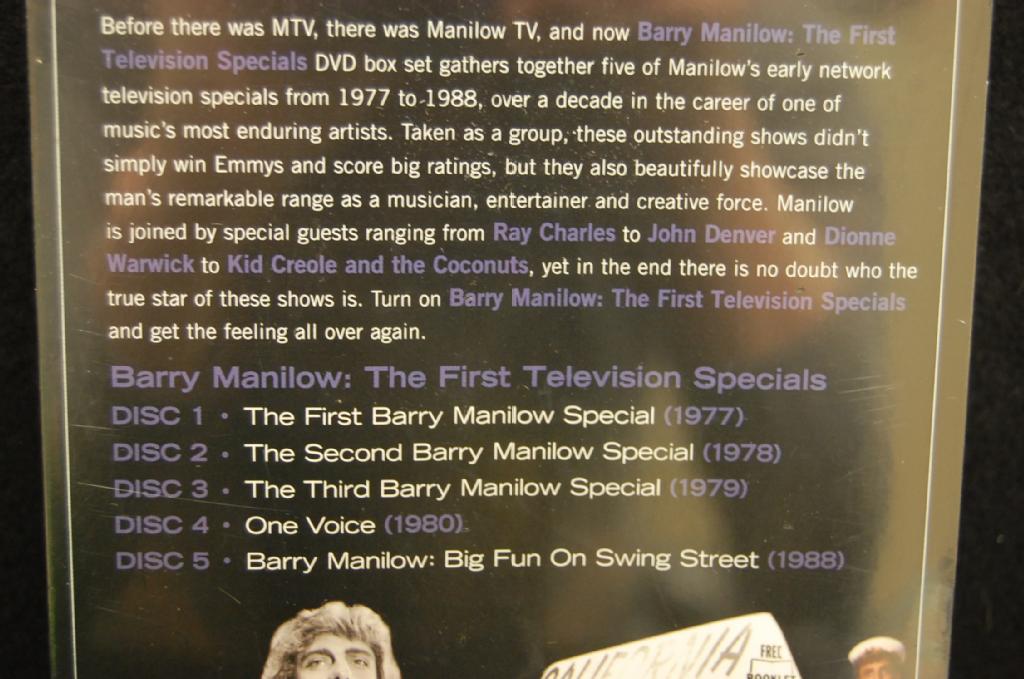 Before there was MTV, there was Manilow TV, and now Barry Manilow: The First
Television Specials DVD box set gathers together five of Manilow's early network
television specials from 1977 to 1988, over a decade in the career of one of
music's most enduring artists. Taken as a group, these outstanding shows didn't
simply win Emmys and score big ratings, but they also beautifully showcase the
man's remarkable range as a musician, entertainer and creative force. Manilow
is joined by special guests ranging from Ray Charles to John Denver and Dionne
Warwick to Kid Creole and the Coconuts, yet in the end there is no doubt who the
true star of these shows is. Turn on Barry Manilow: The First Television Specials
and get the feeling all over again.
Barry Manilow: The First Television Specials
DISC 1 • The First Barry Manilow Special (1977)
DISC 2 • The Second Barry Manilow Special (1978)
DISC 3 • The Third Barry Manilow Special (1979)
DISC 4 • One Voice (1980)
DISC 5 • Barry Manilow: Big Fun On Swing Street (1988)
CALIFORNIA
FREE
BOOKLET